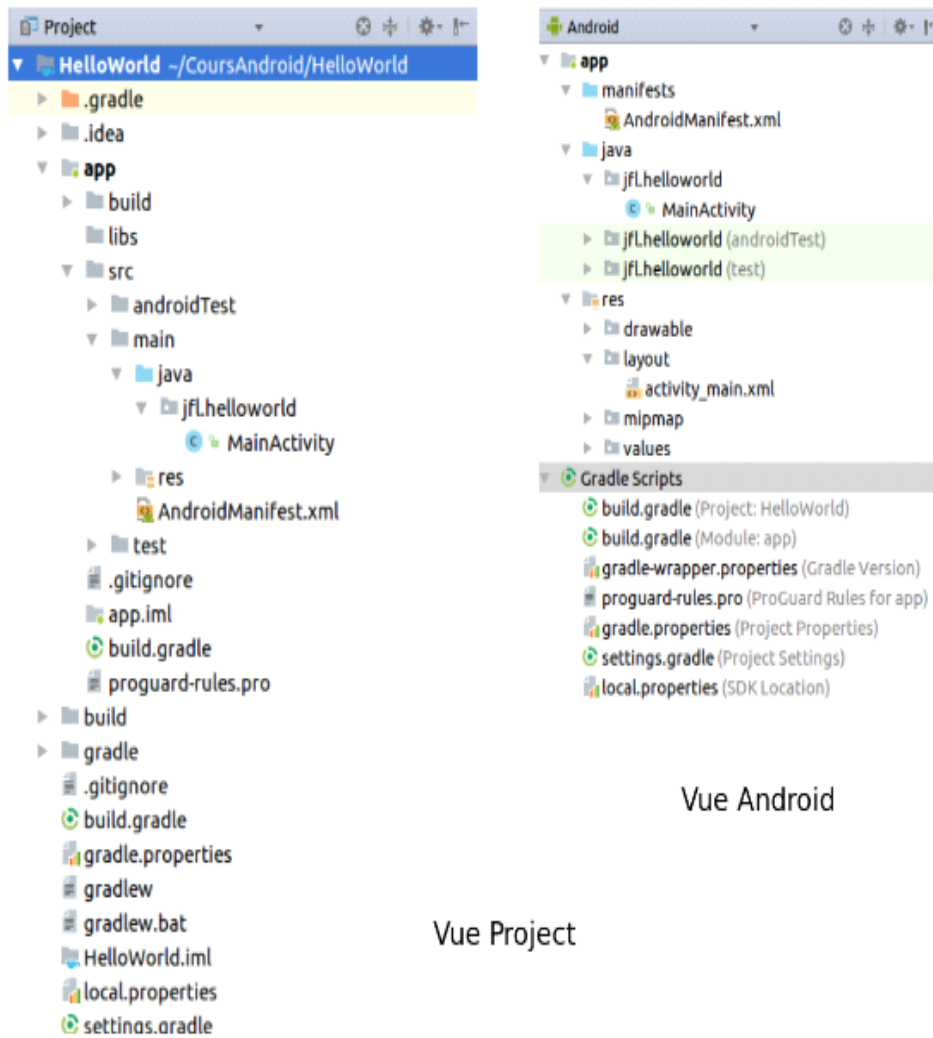 Project
HelloWorld ~/CoursAndroid/HelloWorld
.gradle
.idea
app
build
libs
src
androidTest
main
java
jfl.helloworld
MainActivity
res
AndroidManifest.xml
test
.gitignore
app.iml
build.gradle
proguard-rules.pro
build
gradle
.gitignore
build.gradle
gradle.properties
gradlew
gradlew.bat
HelloWorld.iml
local.properties
settings.gradle
Vue Project
Android
app
manifests
AndroidManifest.xml
java
jfl.helloworld
MainActivity
jfl.helloworld (androidTest)
jfl.helloworld (test)
res
drawable
layout
activity_main.xml
mipmap
values
Gradle Scripts
build.gradle (Project: HelloWorld)
build.gradle (Module: app)
gradle-wrapper.properties (Gradle Version)
proguard-rules.pro (ProGuard Rules for app)
gradle.properties (Project Properties)
settings.gradle (Project Settings)
local.properties (SDK Location)
Vue Android